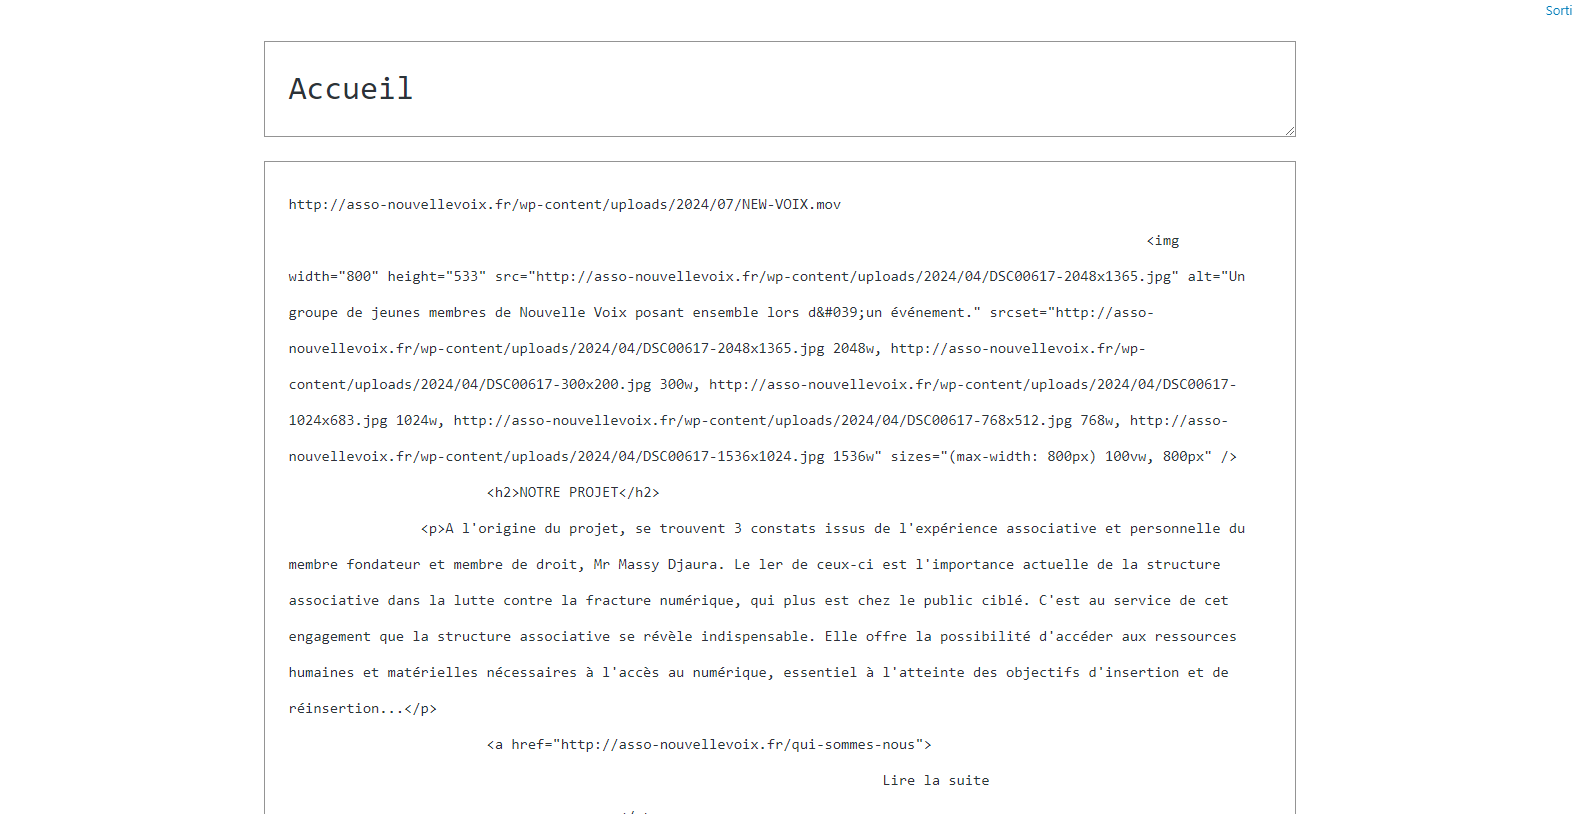 Sorti
Accueil
http://asso-nouvellevoix.fr/wp-content/uploads/2024/07/NEW-VOIX.mov
<img
width="800" height="533" src="http://asso-nouvellevoix.fr/wp-content/uploads/2024/04/DSC00617-2048x1365.jpg" alt="Un
groupe de jeunes membres de Nouvelle Voix posant ensemble lors d&#039;un événement." srcset="http://asso-
nouvellevoix.fr/wp-content/uploads/2024/04/DSC00617-2048x1365.jpg 2048w, http://asso-nouvellevoix.fr/wp-
content/uploads/2024/04/DSC00617-300x200.jpg 300w, http://asso-nouvellevoix.fr/wp-content/uploads/2024/04/DSC00617-
1024x683.jpg 1024w, http://asso-nouvellevoix.fr/wp-content/uploads/2024/04/DSC00617-768x512.jpg 768w, http://asso-
nouvellevoix.fr/wp-content/uploads/2024/04/DSC00617-1536x1024.jpg 1536w" sizes="(max-width: 800px) 100vw, 800px" />
<h2>NOTRE PROJET</h2>
<p>A l'origine du projet, se trouvent 3 constats issus de l'expérience associative et personnelle du
membre fondateur et membre de droit, Mr Massy Djaura. Le ler de ceux-ci est l'importance actuelle de la structure
associative dans la lutte contre la fracture numérique, qui plus est chez le public ciblé. C'est au service de cet
engagement que la structure associative se révèle indispensable. Elle offre la possibilité d'accéder aux ressources
humaines et matérielles nécessaires à l'accès au numérique, essentiel à l'atteinte des objectifs d'insertion et de
réinsertion...</p>
<a href="http://asso-nouvellevoix.fr/qui-sommes-nous">
Lire la suite